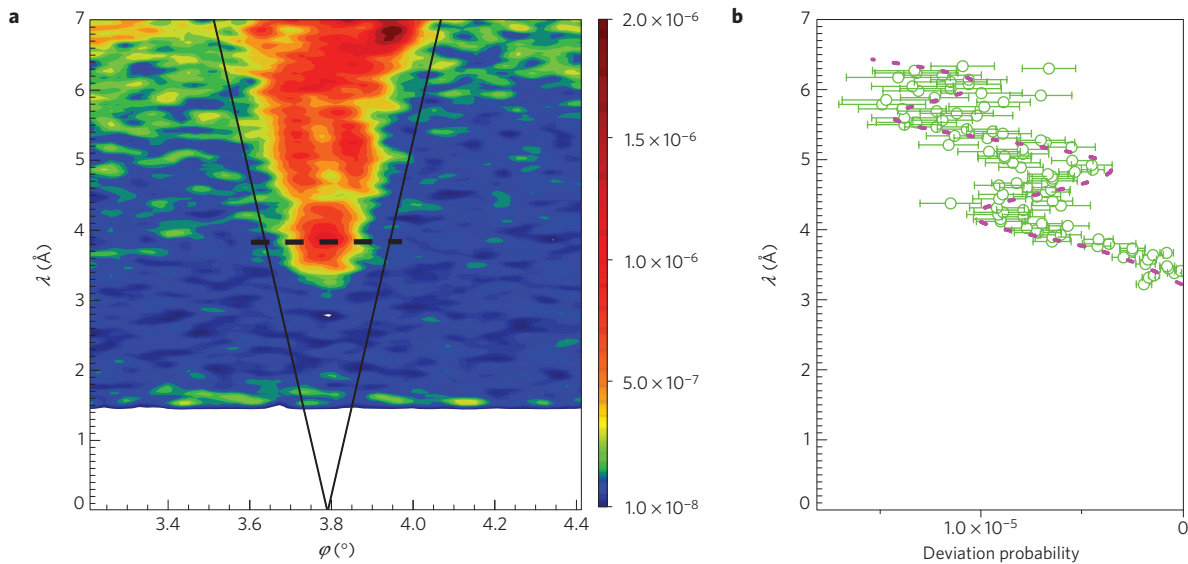 a
7
6
5
4
3
2
1
0
λ (Å)
3.4
3.6
3.8
4.0
4.2
4.4
φ (°)
2.0 × 10⁻⁶
1.5 × 10⁻⁶
1.0 × 10⁻⁶
5.0 × 10⁻⁷
1.0 × 10⁻⁸
b
7
6
5
4
3
2
1
0
λ (Å)
1.0 × 10⁻⁵
0
Deviation probability